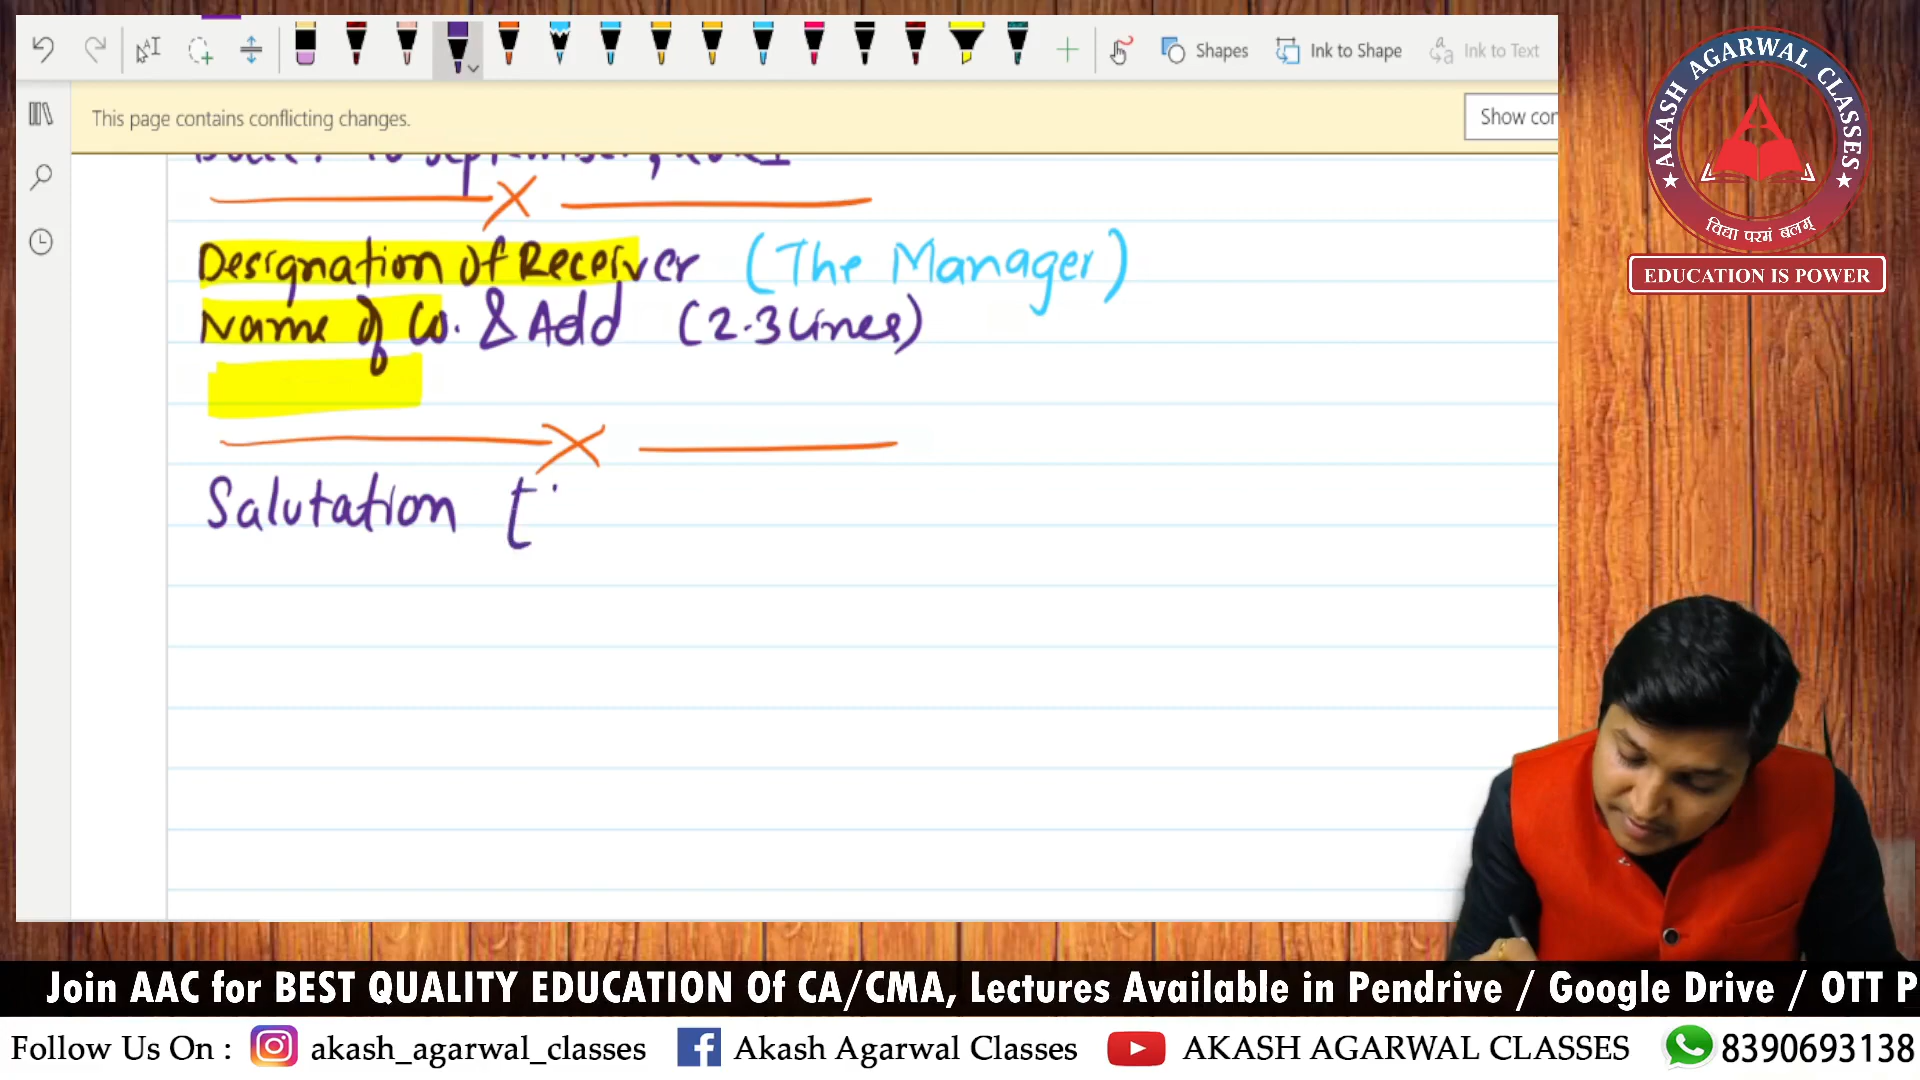 Shapes
Ink to Shape
Ink to Text
This page contains conflicting changes.
Show con
September, 2021
Designation of Receiver (The Manager)
Name of Co. & Add (2-3 lines)
Salutation [
AKASH AGARWAL CLASSES
विद्या परमं बलम्
EDUCATION IS POWER
Join AAC for BEST QUALITY EDUCATION Of CA/CMA, Lectures Available in Pendrive / Google Drive / OTT P
Follow Us On : akash_agarwal_classes Akash Agarwal Classes AKASH AGARWAL CLASSES 8390693138